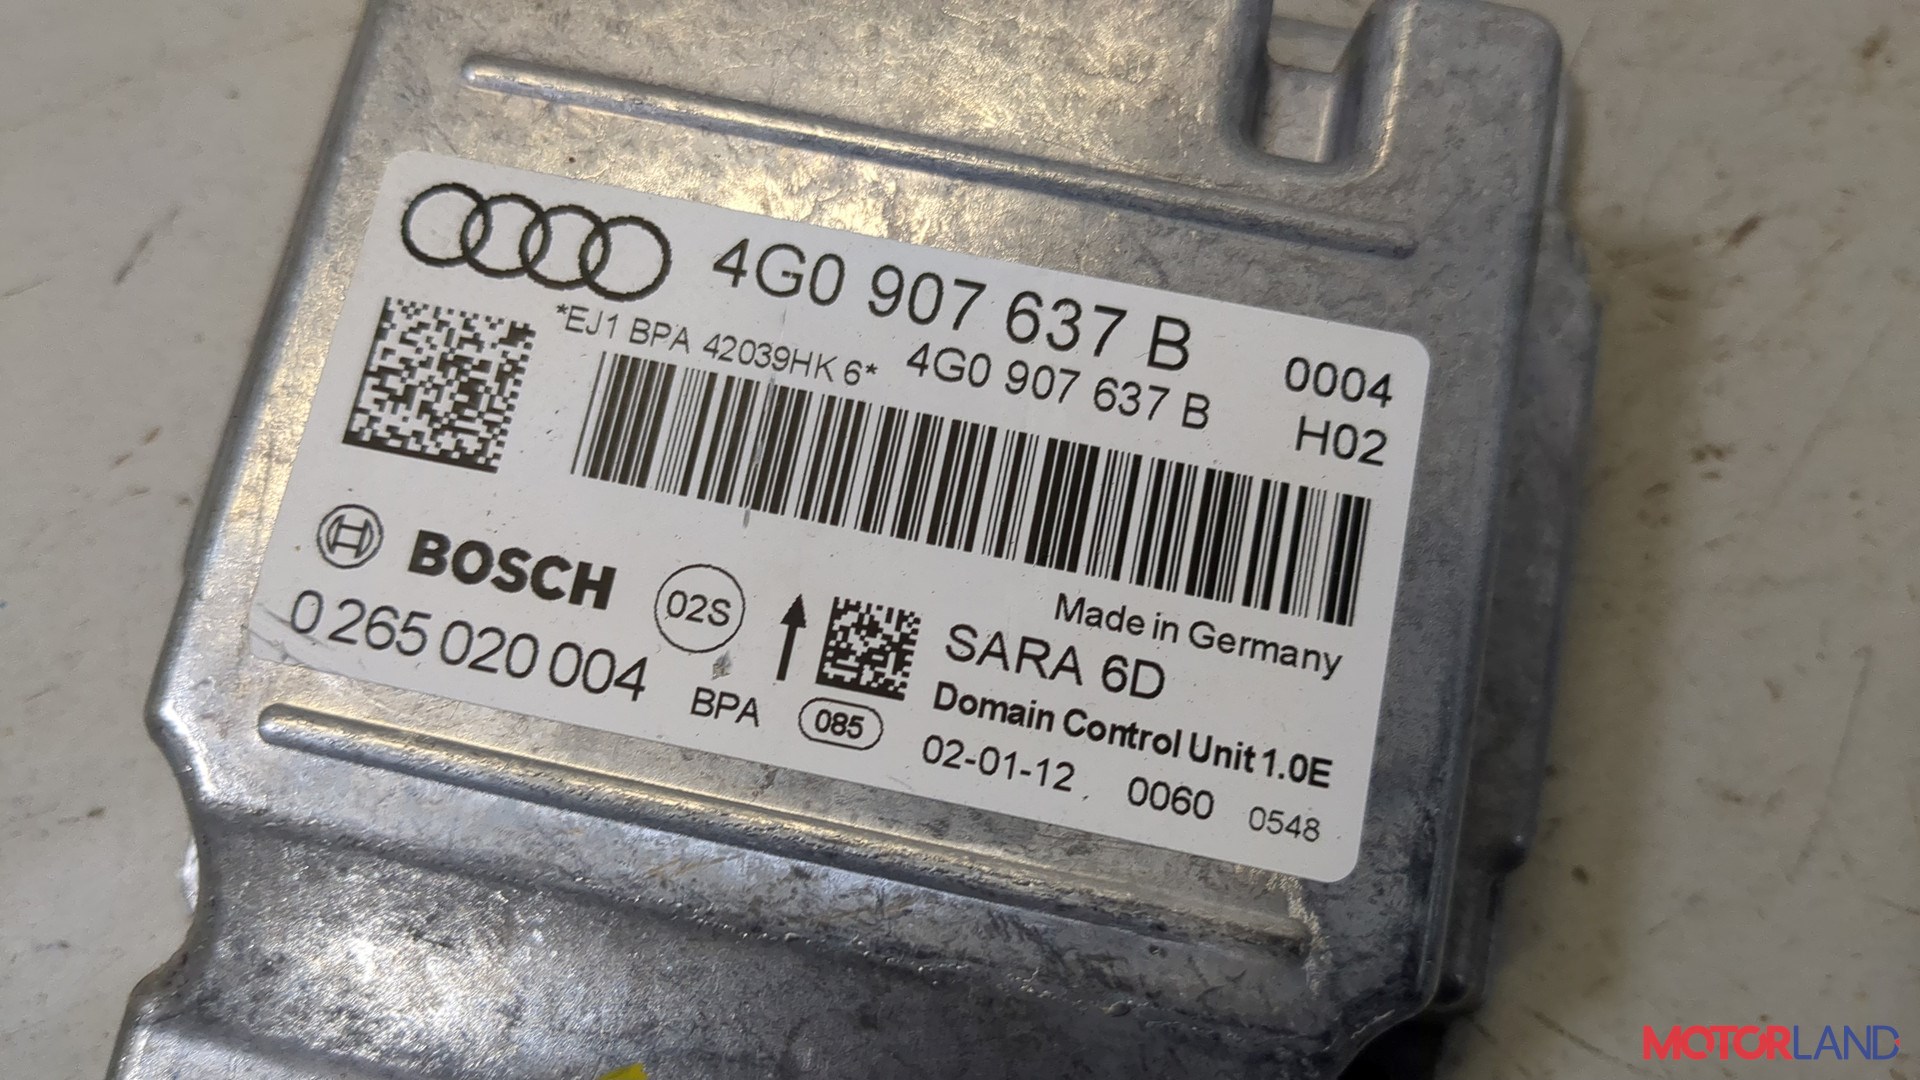 4G0 907 637 B
0004
*EJ1 BPA 42039HK 6* 4G0 907 637 B
H02
Made in Germany
BOSCH
02S
SARA 6D
0 265 020 004
BPA
085
Domain Control Unit 1.0E
02-01-12 0060 0548
MOTORLAND